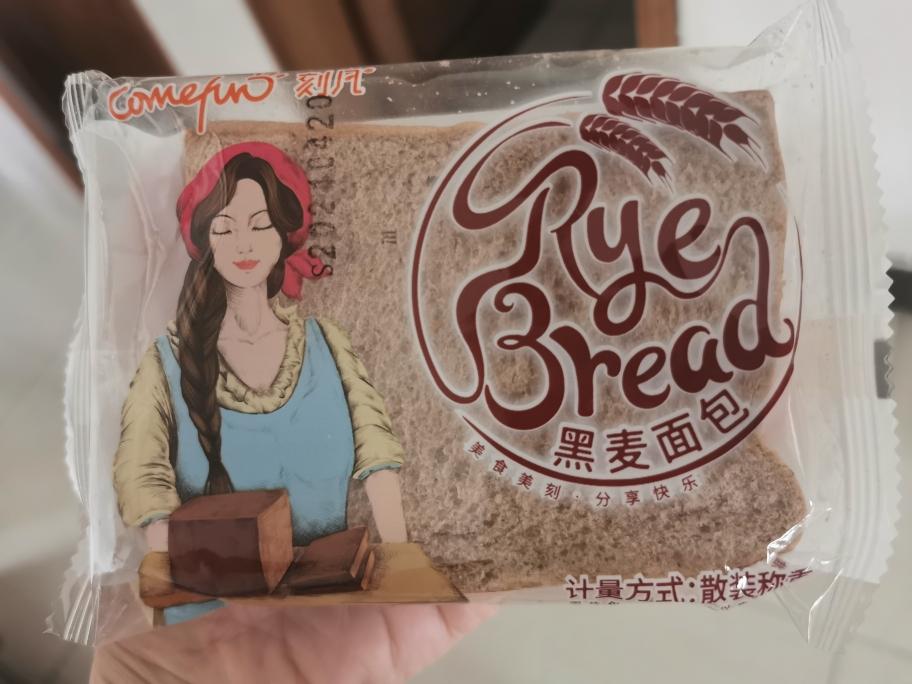 comefun 刻凡
Rye
Bread
黑麦面包
美食美刻·分享快乐
计量方式:散装称重